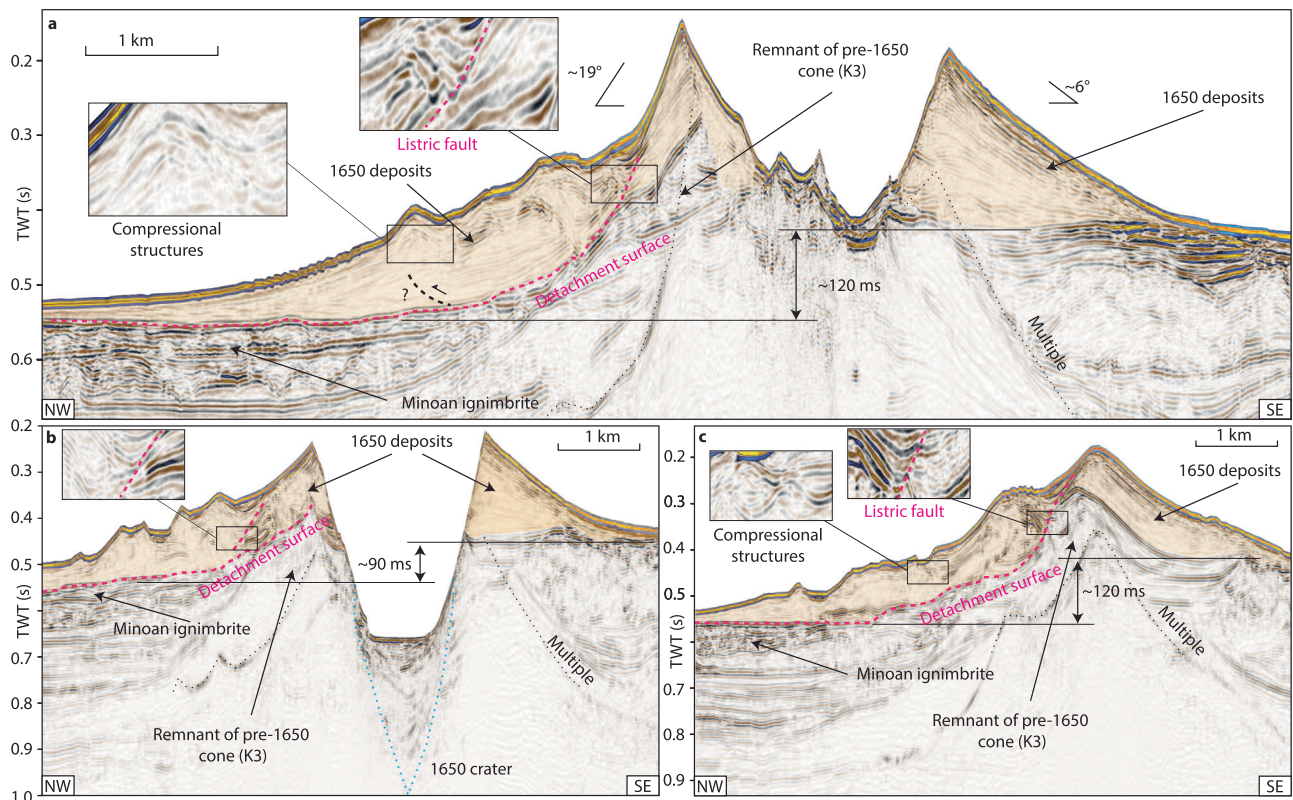 a
1 km
0.2
0.3
0.5
0.6
TWT (s)
Compressional
structures
Listric fault
1650 deposits
~19°
Remnant of pre-1650
cone (K3)
~6°
1650 deposits
Detachment surface
?
~120 ms
Multiple
Minoan ignimbrite
NW
SE
b
0.2
0.3
0.4
0.5
0.7
0.8
0.9
1.0
TWT (s)
1650 deposits
1 km
Detachment surface
~90 ms
Minoan ignimbrite
Multiple
Remnant of pre-1650
cone (K3)
1650 crater
NW
SE
c
0.2
0.3
0.4
0.5
0.7
0.8
0.9
TWT (s)
1 km
1650 deposits
Listric fault
Compressional
structures
Detachment surface
~120 ms
Multiple
Minoan ignimbrite
Remnant of pre-1650
cone (K3)
NW
SE